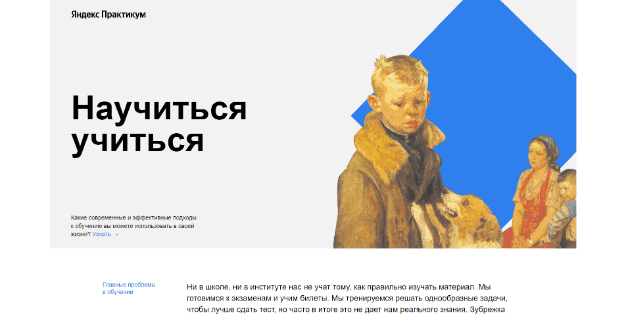 Яндекс Практикум
Научиться
учиться
Какие современные и эффективные подходы
к обучению вы можете использовать в своей
жизни? Узнать →
Главные проблемы
в обучении
Ни в школе, ни в институте нас не учат тому, как правильно изучать материал. Мы
готовимся к экзаменам и учим билеты. Мы тренируемся решать однообразные задачи,
чтобы лучше сдать тест, но часто в итоге это не дает нам реального знания. Зубрежка